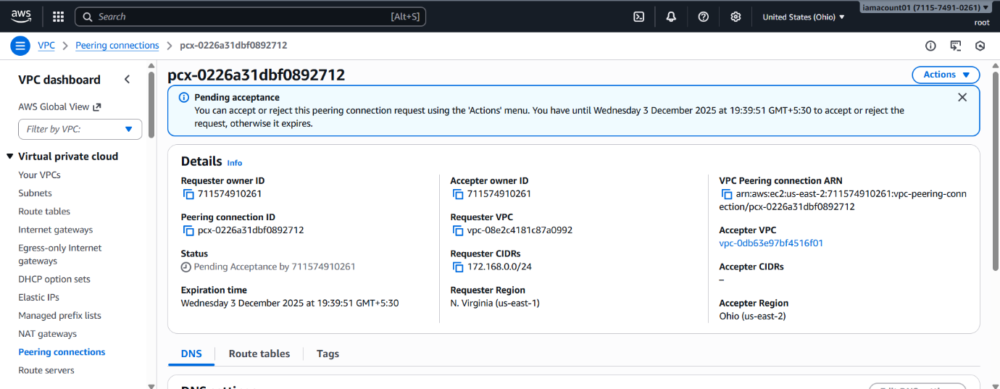 aws
Search
[Alt+S]
United States (Ohio)
iamacount01 (7115-7491-0261)
root
VPC
Peering connections
pcx-0226a31dbf0892712
VPC dashboard
AWS Global View
Filter by VPC:
Virtual private cloud
Your VPCs
Subnets
Route tables
Internet gateways
Egress-only Internet
gateways
DHCP option sets
Elastic IPs
Managed prefix lists
NAT gateways
Peering connections
Route servers
pcx-0226a31dbf0892712
Actions
Pending acceptance
You can accept or reject this peering connection request using the 'Actions' menu. You have until Wednesday 3 December 2025 at 19:39:51 GMT+5:30 to accept or reject the
request, otherwise it expires.
Details
Info
Requester owner ID
711574910261
Peering connection ID
pcx-0226a31dbf0892712
Status
Pending Acceptance by 711574910261
Expiration time
Wednesday 3 December 2025 at 19:39:51 GMT+5:30
Accepter owner ID
711574910261
Requester VPC
vpc-08e2c4181c87a0992
Requester CIDRs
172.168.0.0/24
Requester Region
N. Virginia (us-east-1)
VPC Peering connection ARN
arn:aws:ec2:us-east-2:711574910261:vpc-peering-conn
ection/pcx-0226a31dbf0892712
Accepter VPC
vpc-0db63e97bf4516f01
Accepter CIDRs
–
Accepter Region
Ohio (us-east-2)
DNS
Route tables
Tags